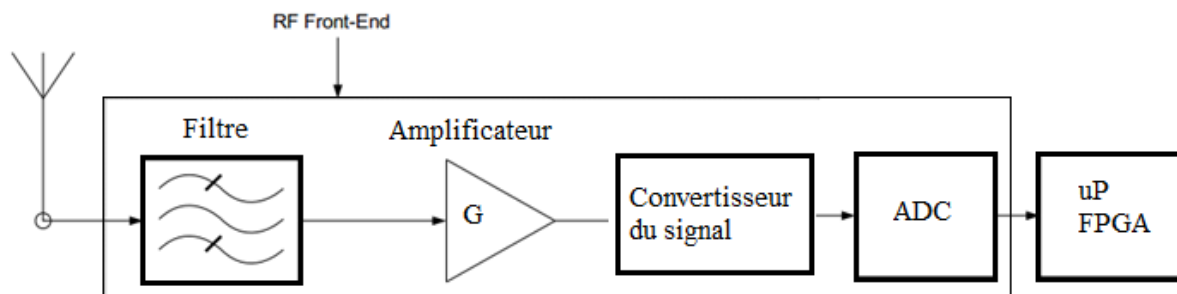 RF Front-End
Filtre
Amplificateur
G
Convertisseur
du signal
ADC
uP
FPGA